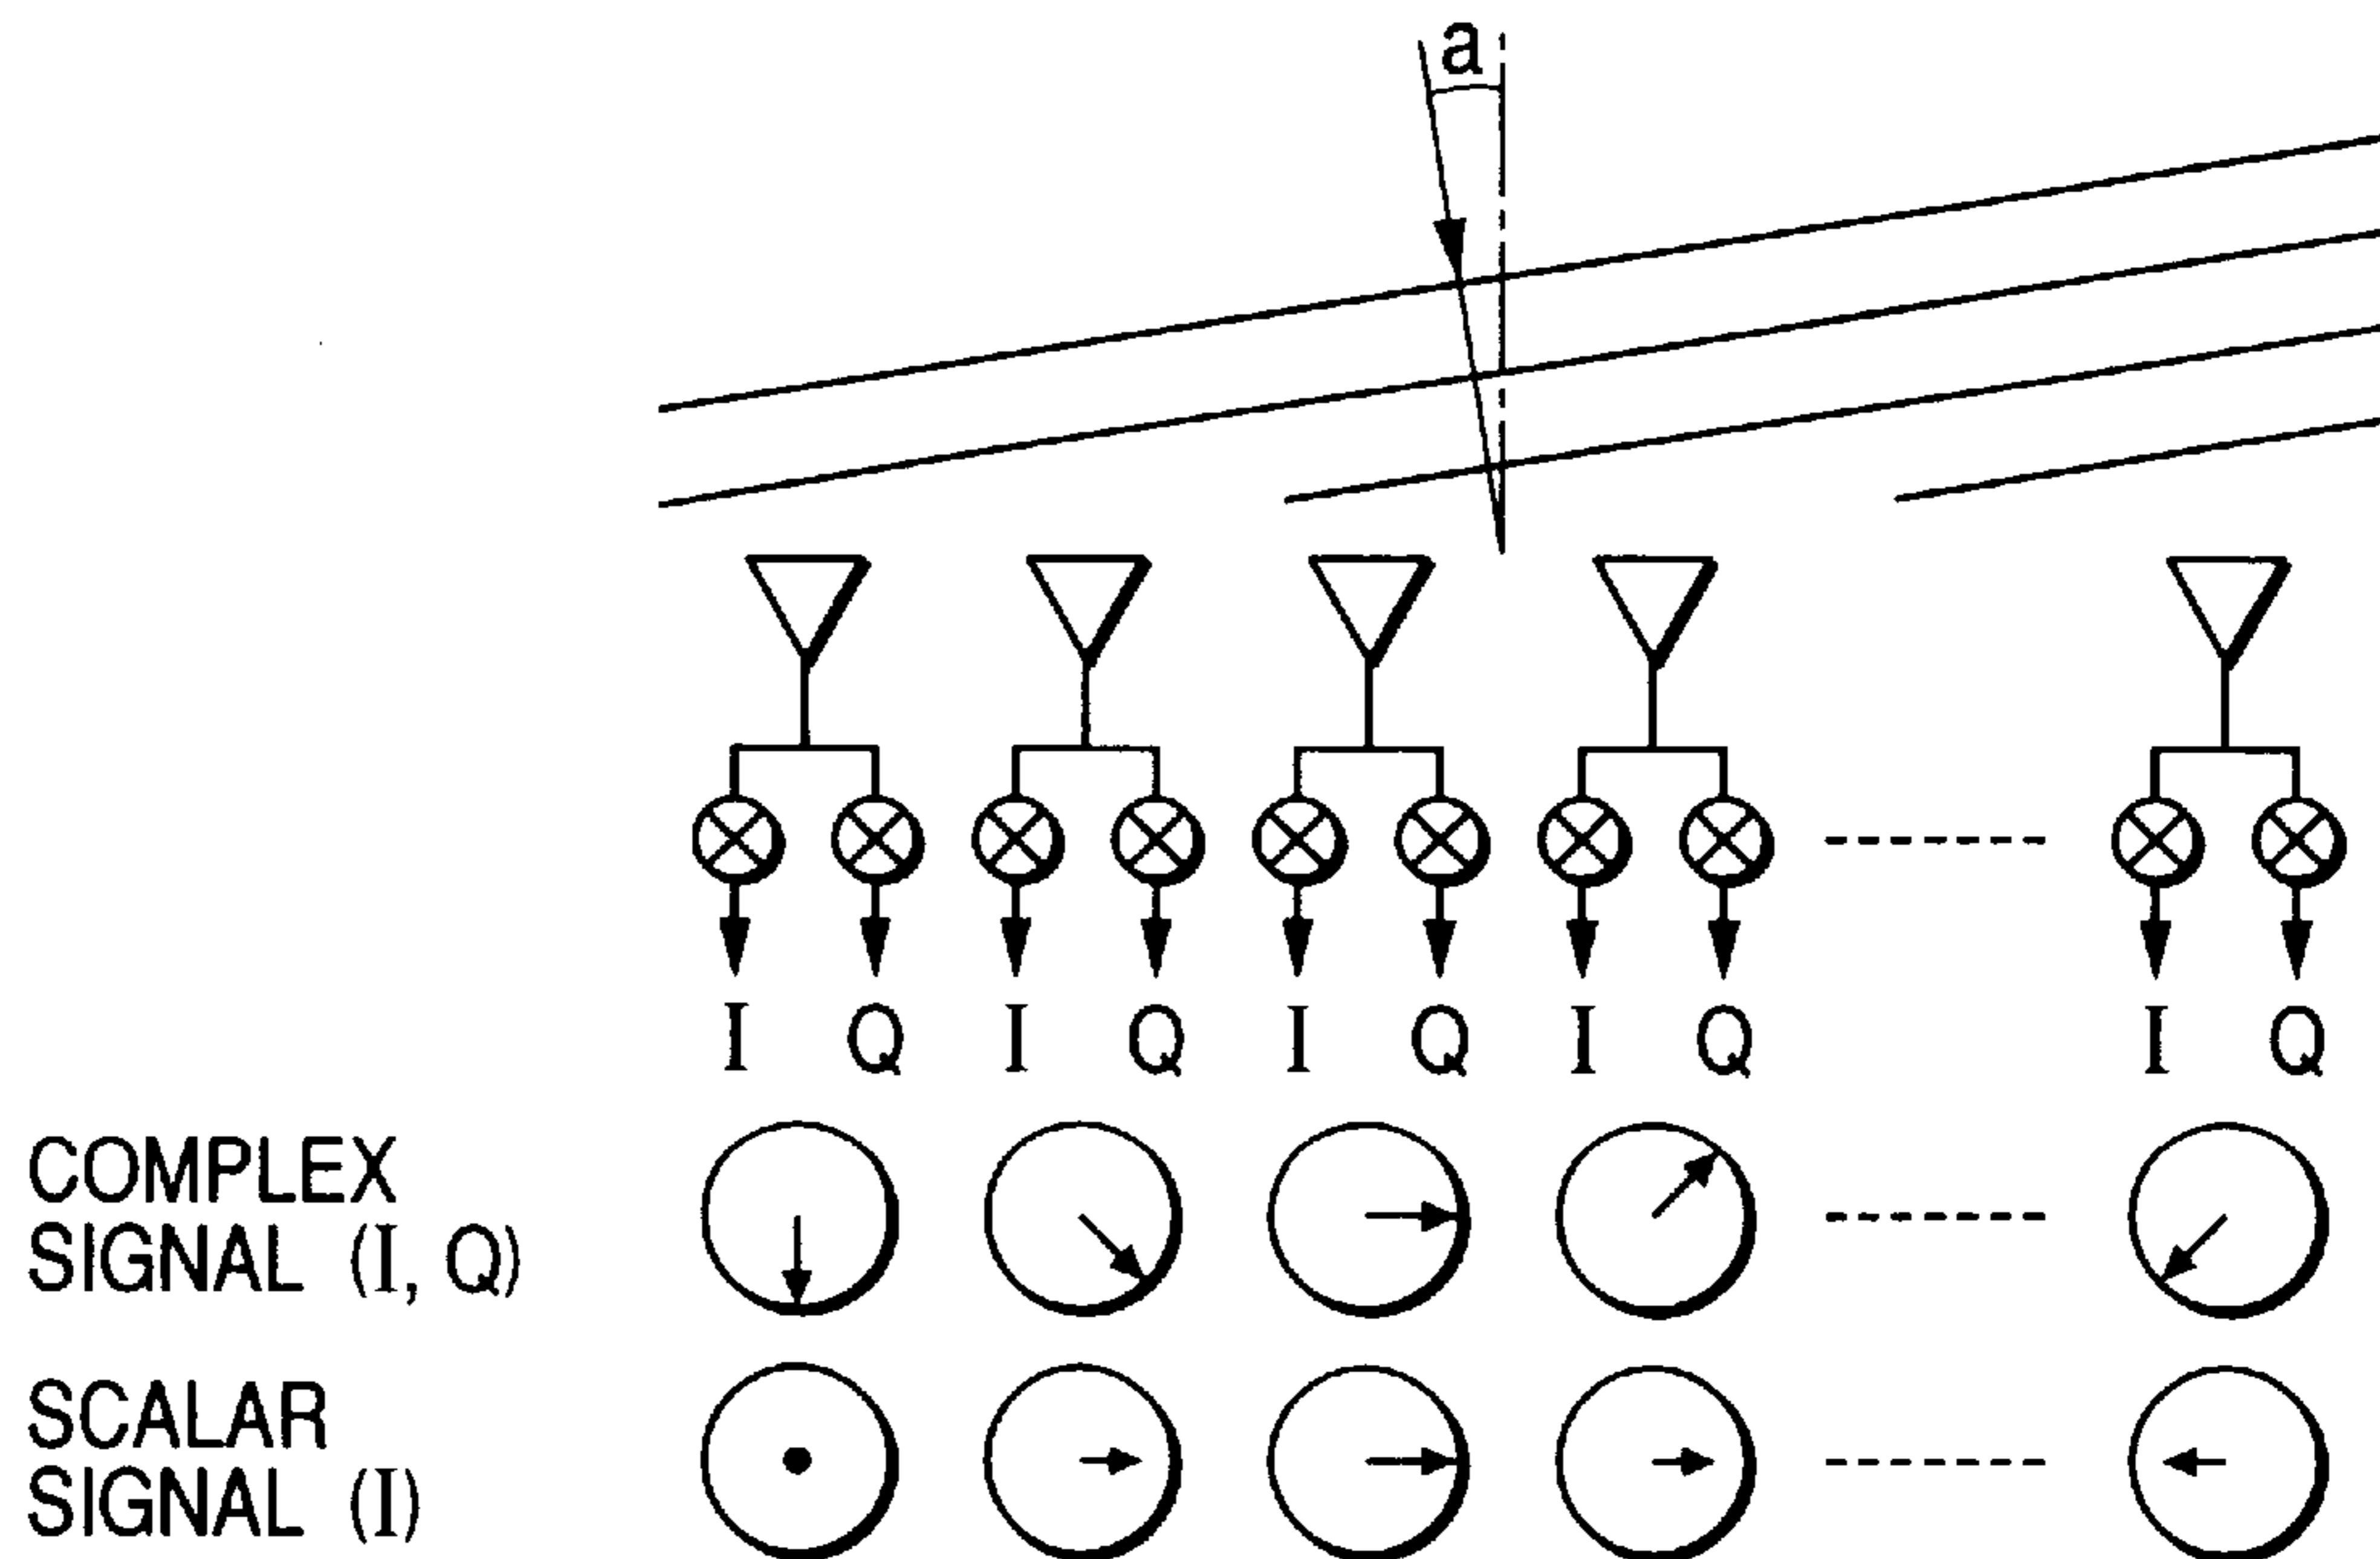 a
I Q I Q I Q I Q I Q
COMPLEX
SIGNAL (I, Q)
SCALAR
SIGNAL (I)